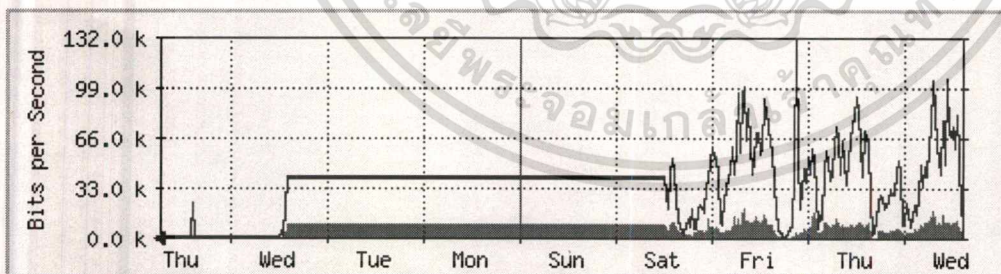 132.0 k
99.0 k
66.0 k
33.0 k
0.0 k
Bits per Second
Thu Wed Tue Mon Sun Sat Fri Thu Wed